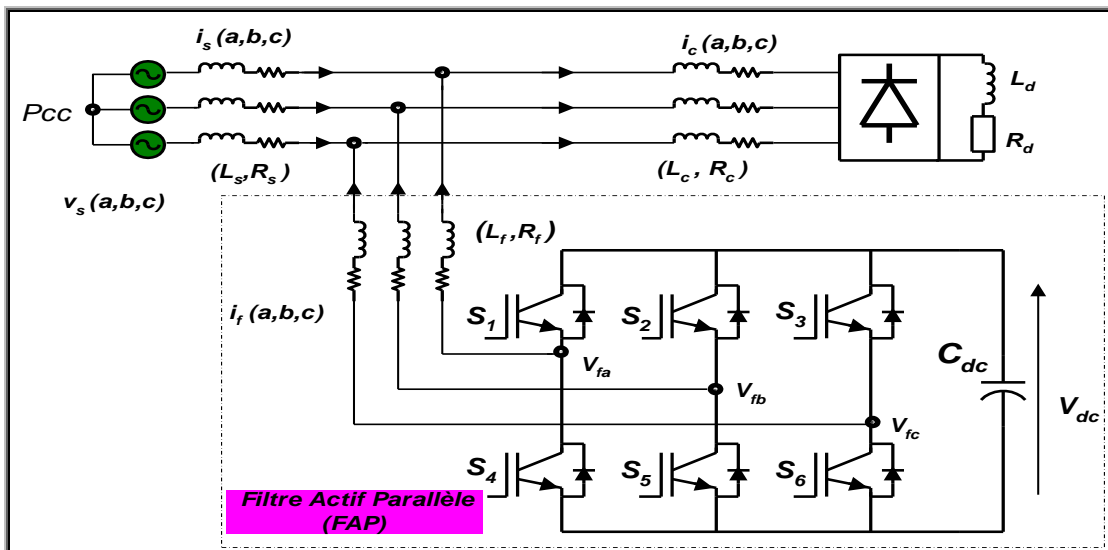 i_s (a,b,c)
i_c (a,b,c)
L_d
Pcc
R_d
(L_s, R_s)
(L_c , R_c)
v_s (a,b,c)
(L_f , R_f)
i_f (a,b,c)
S_1
S_2
S_3
V_fa
C_dc
V_fb
V_dc
V_fc
S_4
S_5
S_6
Filtre Actif Parallèle
(FAP)